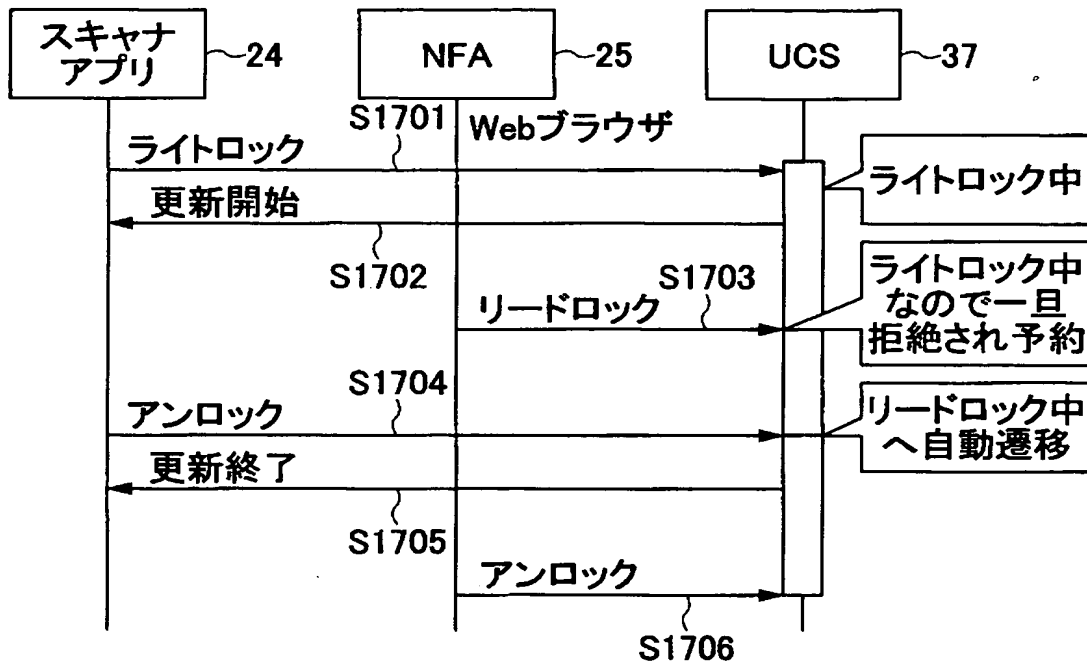 スキャナ
アプリ
24
NFA
25
UCS
37
S1701
Webブラウザ
ライトロック
ライトロック中
更新開始
S1702
S1703
リードロック
ライトロック中
なので一旦
拒絶され予約
S1704
アンロック
リードロック中
へ自動遷移
更新終了
S1705
アンロック
S1706